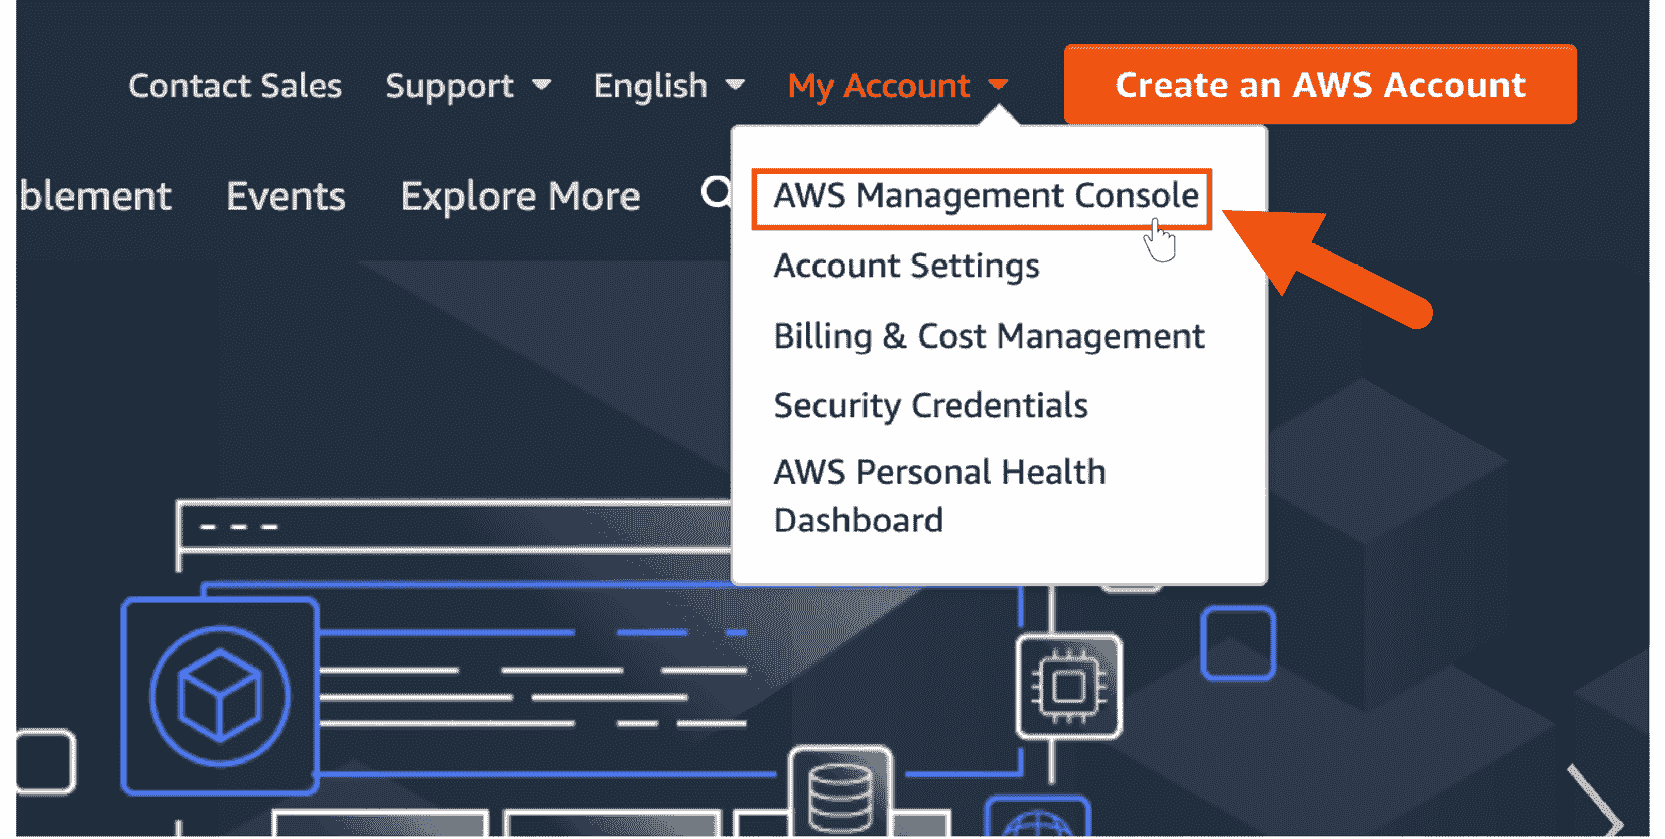 Contact Sales
Support
English
My Account
Create an AWS Account
blement
Events
Explore More
AWS Management Console
Account Settings
Billing & Cost Management
Security Credentials
AWS Personal Health
Dashboard